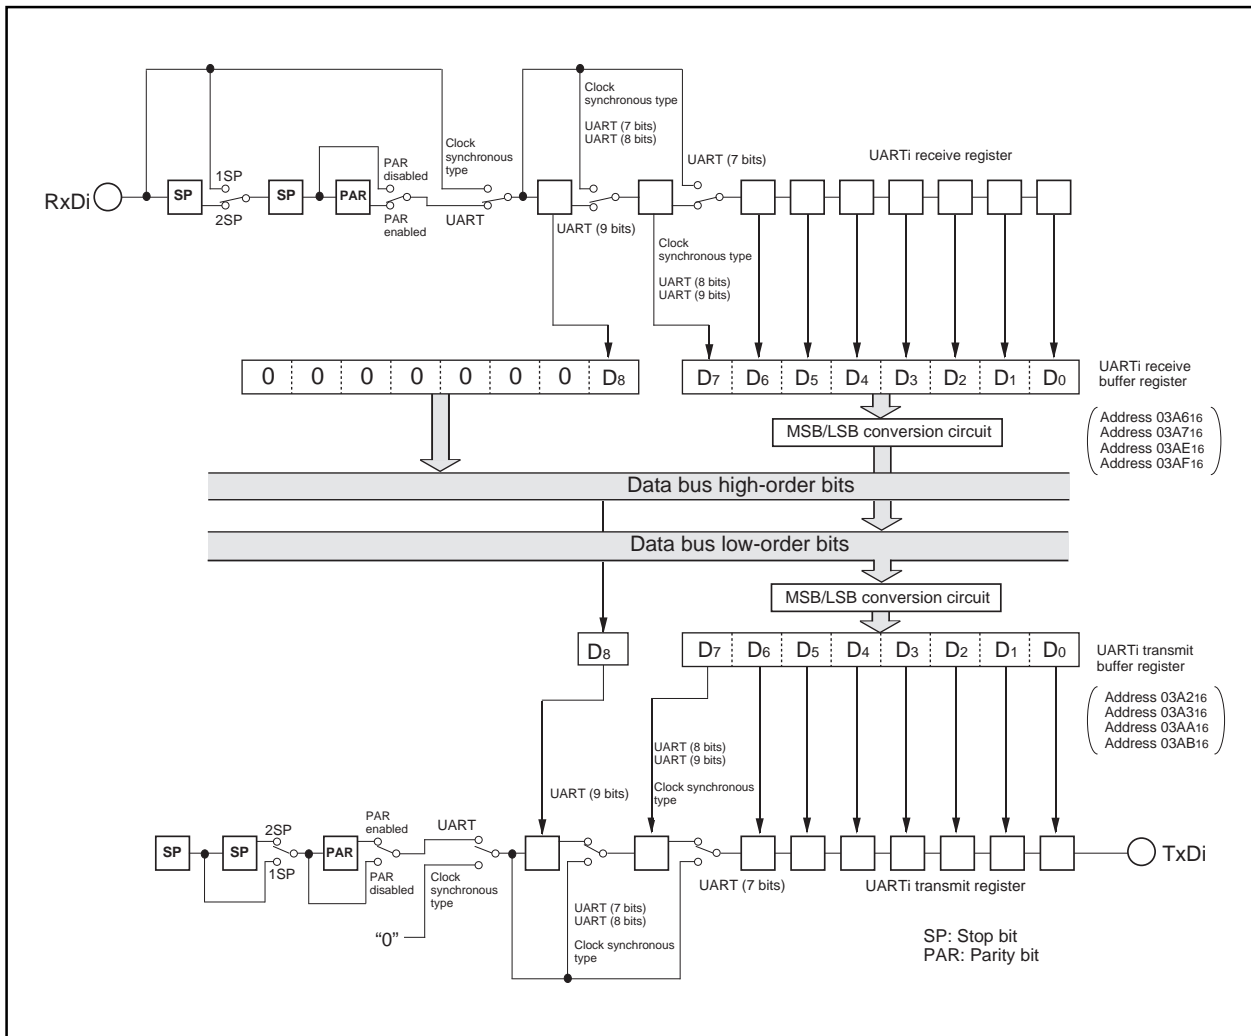 Clock
synchronous type
UART (7 bits)
UART (8 bits)
Clock
synchronous
type
UART (7 bits)
UARTi receive register
PAR
disabled
1SP
RxDi
SP
SP
PAR
2SP
PAR
enabled
UART
UART (9 bits)
Clock
synchronous type
UART (8 bits)
UART (9 bits)
0 0 0 0 0 0 0 D8
D7 D6 D5 D4 D3 D2 D1 D0
UARTi receive
buffer register
MSB/LSB conversion circuit
Address 03A616
Address 03A716
Address 03AE16
Address 03AF16
Data bus high-order bits
Data bus low-order bits
MSB/LSB conversion circuit
D8
D7 D6 D5 D4 D3 D2 D1 D0
UARTi transmit
buffer register
Address 03A216
Address 03A316
Address 03AA16
Address 03AB16
UART (8 bits)
UART (9 bits)
Clock synchronous
type
UART (9 bits)
PAR
enabled
UART
2SP
SP
SP
PAR
1SP
PAR
disabled
Clock
synchronous
type
"0"
UART (7 bits)
UARTi transmit register
TxDi
UART (7 bits)
UART (8 bits)
Clock synchronous
type
SP: Stop bit
PAR: Parity bit